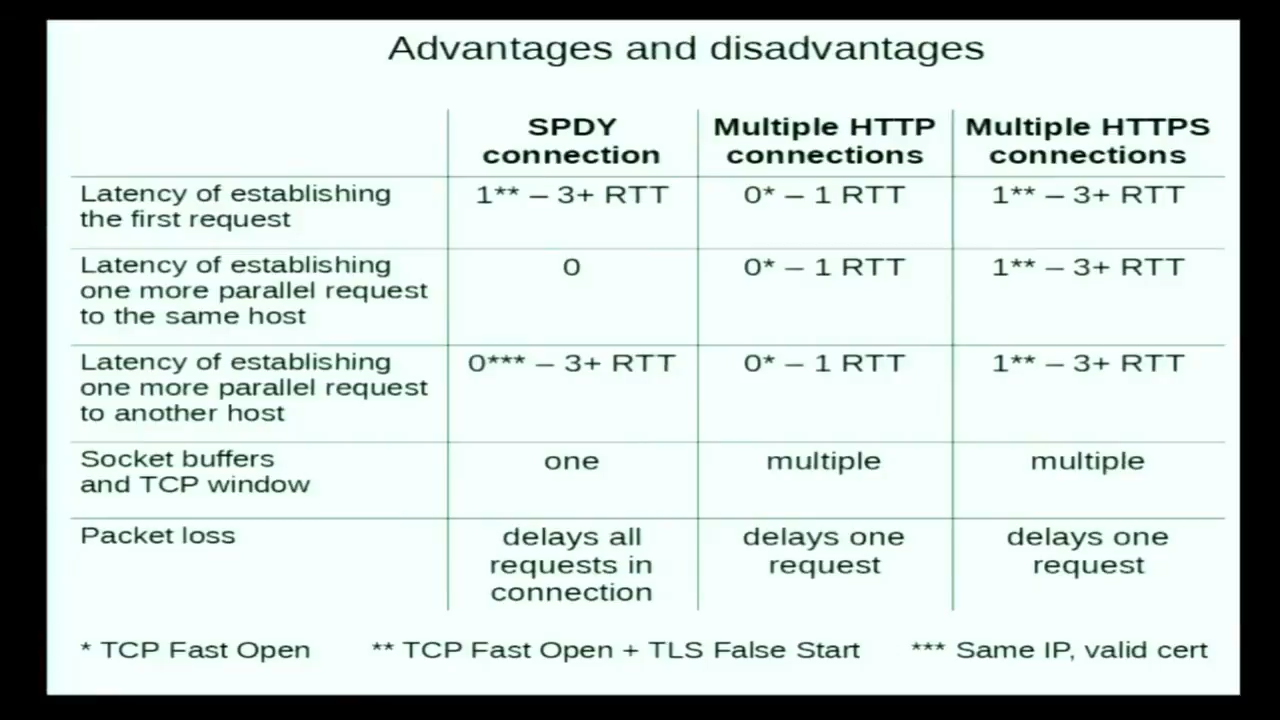 Advantages and disadvantages
SPDY
connection
Multiple HTTP
connections
Multiple HTTPS
connections
Latency of establishing
the first request
1** – 3+ RTT
0* – 1 RTT
1** – 3+ RTT
Latency of establishing
one more parallel request
to the same host
0
0* – 1 RTT
1** – 3+ RTT
Latency of establishing
one more parallel request
to another host
0*** – 3+ RTT
0* – 1 RTT
1** – 3+ RTT
Socket buffers
and TCP window
one
multiple
multiple
Packet loss
delays all
requests in
connection
delays one
request
delays one
request
* TCP Fast Open
** TCP Fast Open + TLS False Start
*** Same IP, valid cert